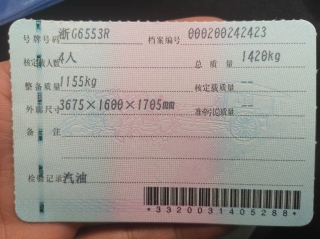 号牌号码 浙G6553R 档案编号 000200242423
核定载人数 4人 总质量 1420kg
整备质量 1155kg 核定载质量 --
外廓尺寸 3675×1600×1705mm 准牵引总质量 --
备注
检验记录 汽油
*3320031405288*